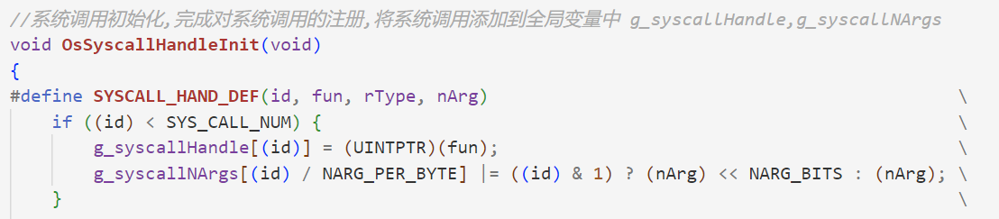 //系统调用初始化,完成对系统调用的注册,将系统调用添加到全局变量中 g_syscallHandle,g_syscallNArgs
void OsSyscallHandleInit(void)
{
#define SYSCALL_HAND_DEF(id, fun, rType, nArg) \
if ((id) < SYS_CALL_NUM) { \
g_syscallHandle[(id)] = (UINTPTR)(fun); \
g_syscallNArgs[(id) / NARG_PER_BYTE] |= ((id) & 1) ? (nArg) << NARG_BITS : (nArg); \
} \